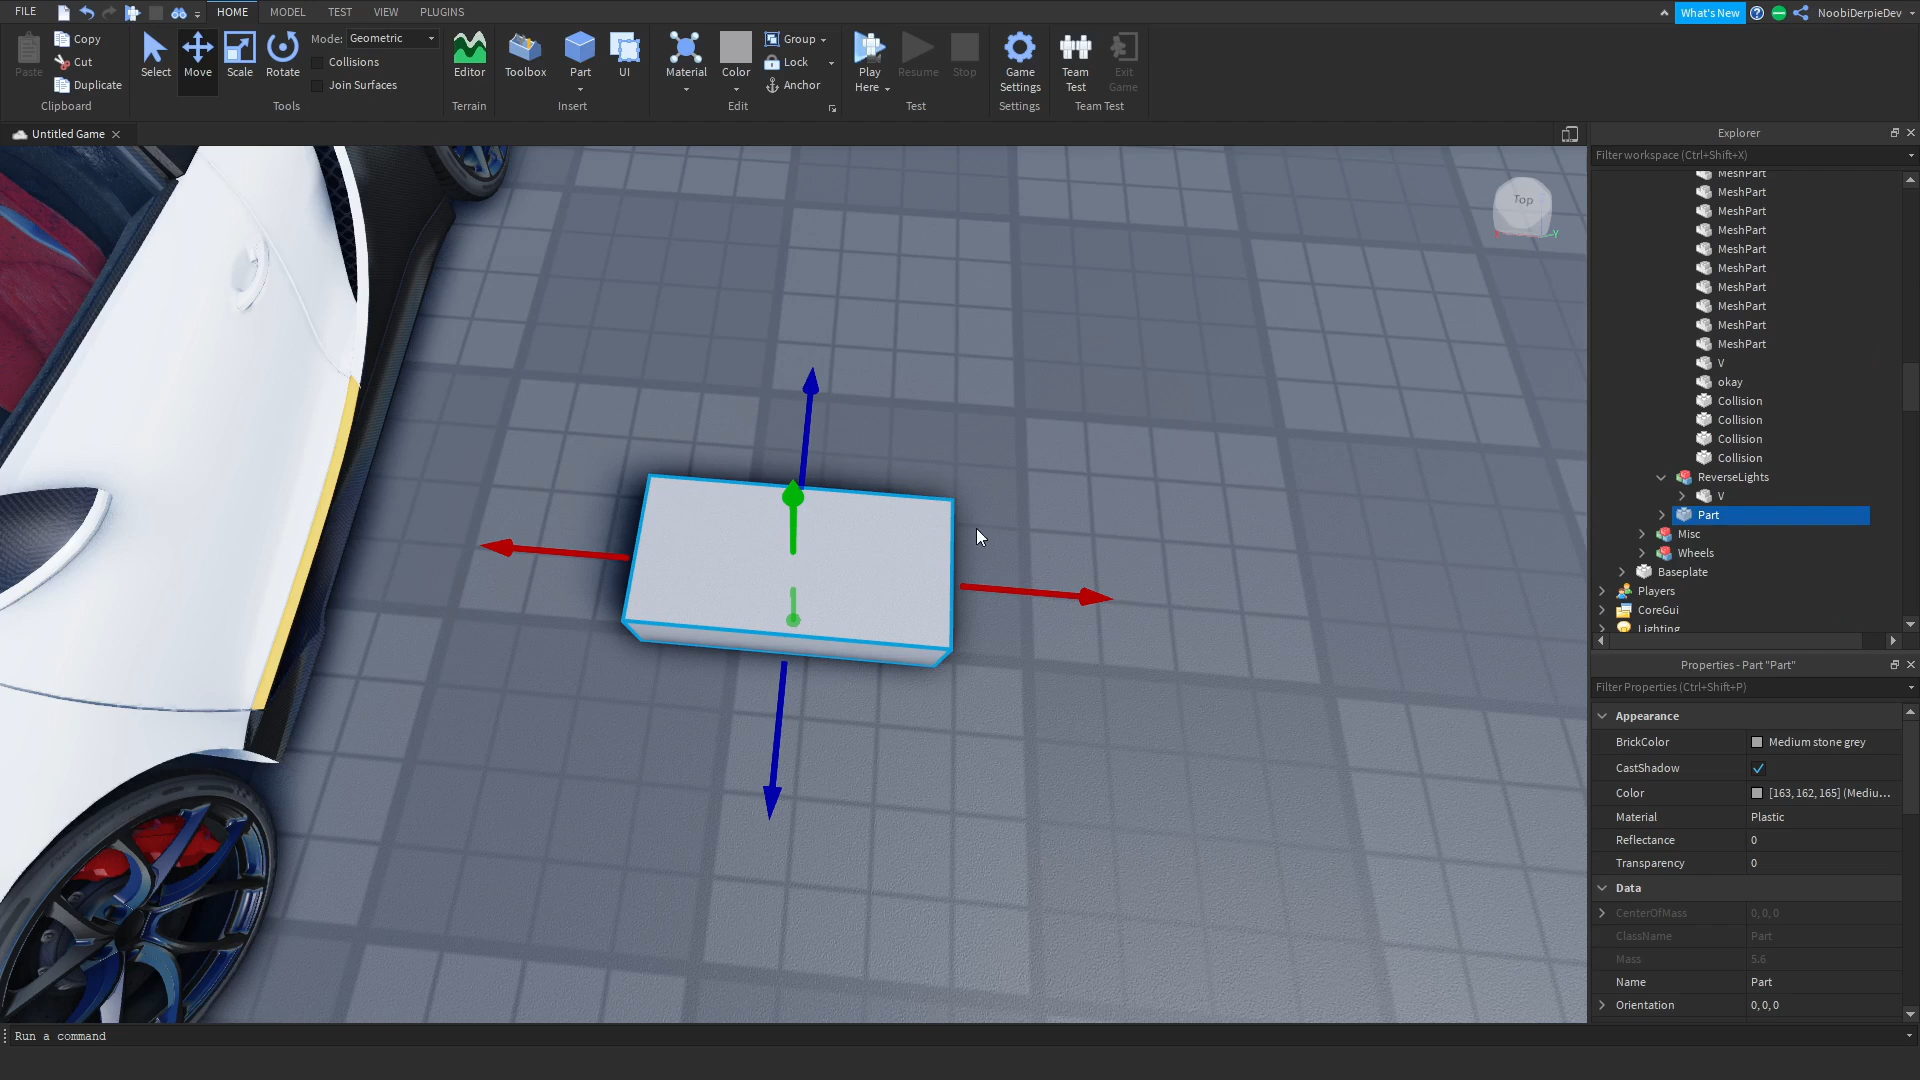 FILE HOME MODEL TEST VIEW PLUGINS What's New NoobiDerpieDev
Paste Copy Cut Duplicate Clipboard
Select Move Scale Rotate Mode: Geometric Collisions Join Surfaces Tools
Editor Terrain
Toolbox Part UI Insert
Material Color Group Lock Anchor Edit
Play Here Resume Stop Test
Game Settings Settings
Team Test Exit Game Team Test
Untitled Game
Top
Y
Explorer
Filter workspace (Ctrl+Shift+X)
MeshPart
MeshPart
MeshPart
MeshPart
MeshPart
MeshPart
MeshPart
MeshPart
MeshPart
MeshPart
V
okay
Collision
Collision
Collision
Collision
ReverseLights
V
Part
Misc
Wheels
Baseplate
Players
CoreGui
Lighting
Properties - Part "Part"
Filter Properties (Ctrl+Shift+P)
Appearance
BrickColor Medium stone grey
CastShadow
Color [163, 162, 165] (Mediu...
Material Plastic
Reflectance 0
Transparency 0
Data
CenterOfMass 0, 0, 0
ClassName Part
Mass 5.6
Name Part
Orientation 0, 0, 0
Run a command